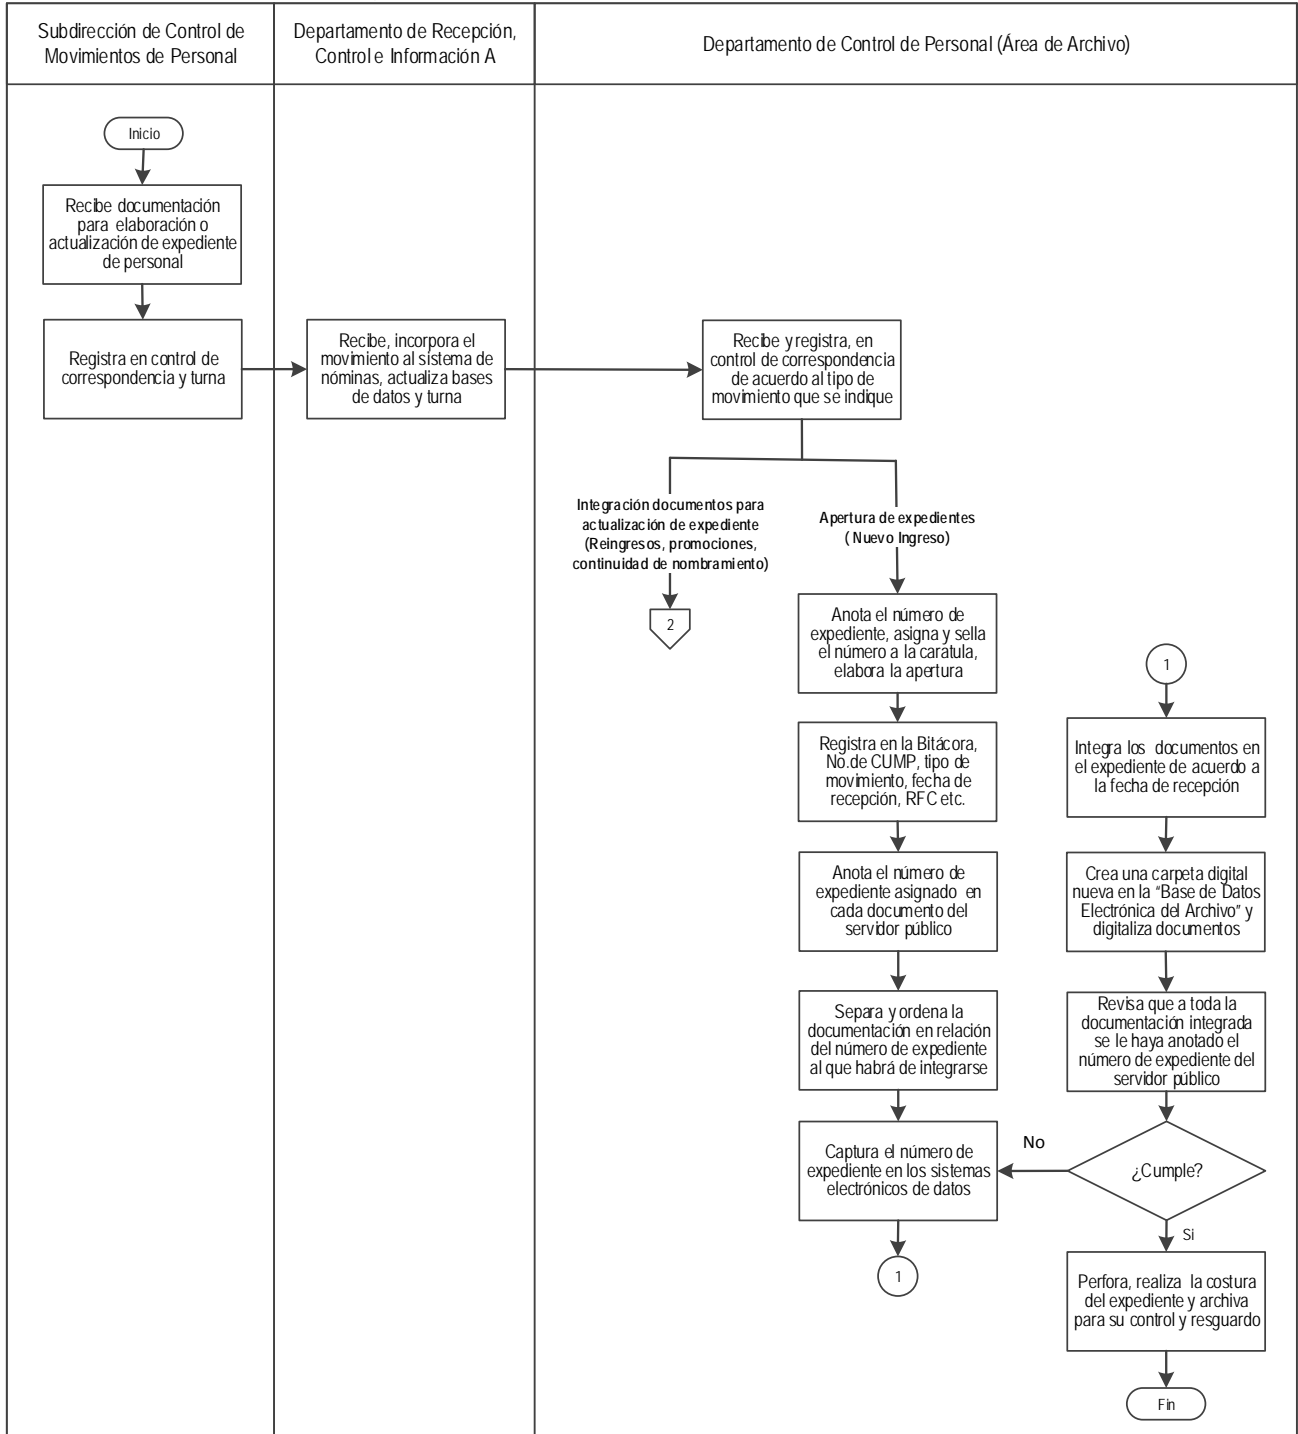 Subdirección de Control de
Movimientos de Personal
Departamento de Recepción,
Control e Información A
Departamento de Control de Personal (Área de Archivo)
Inicio
Recibe documentación
para elaboración o
actualización de expediente
de personal
Registra en control de
correspondencia y turna
Recibe, incorpora el
movimiento al sistema de
nóminas, actualiza bases
de datos y turna
Recibe y registra, en
control de correspondencia
de acuerdo al tipo de
movimiento que se indique
Integración documentos para
actualización de expediente
(Reingresos, promociones,
continuidad de nombramiento)
2
Apertura de expedientes
( Nuevo Ingreso)
Anota el número de
expediente, asigna y sella
el número a la carátula,
elabora la apertura
Registra en la Bitácora,
No.de CUMP, tipo de
movimiento, fecha de
recepción, RFC etc.
Anota el número de
expediente asignado en
cada documento del
servidor público
Separa y ordena la
documentación en relación
del número de expediente
al que habrá de integrarse
Captura el número de
expediente en los sistemas
electrónicos de datos
1
1
Integra los documentos en
el expediente de acuerdo a
la fecha de recepción
Crea una carpeta digital
nueva en la "Base de Datos
Electrónica del Archivo" y
digitaliza documentos
Revisa que a toda la
documentación integrada
se le haya anotado el
número de expediente del
servidor público
¿Cumple?
No
Si
Perfora, realiza la costura
del expediente y archiva
para su control y resguardo
Fin